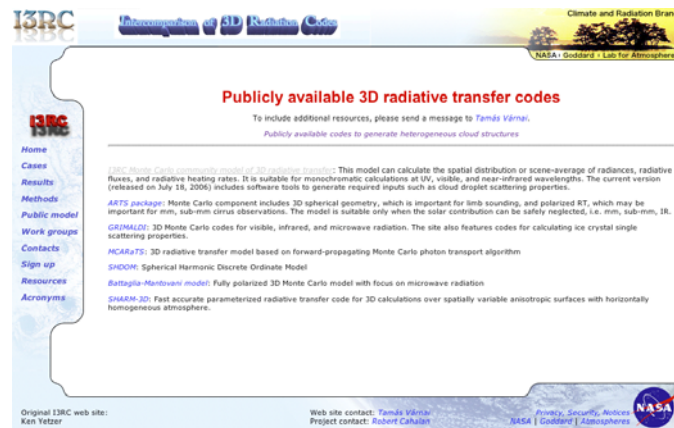 I3RC
Intercomparison of 3D Radiation Codes
Climate and Radiation Bran
NASA › Goddard › Lab for Atmosphere
I3RC
Home
Cases
Results
Methods
Public model
Work groups
Contacts
Sign up
Resources
Acronyms
Publicly available 3D radiative transfer codes
To include additional resources, please send a message to Tamás Várnai.
Publicly available codes to generate heterogeneous cloud structures
I3RC Monte Carlo community model of 3D radiative transfer: This model can calculate the spatial distribution or scene-average of radiances, radiative
fluxes, and radiative heating rates. It is suitable for monochromatic calculations at UV, visible, and near-infrared wavelengths. The current version
(released on July 18, 2006) includes software tools to generate required inputs such as cloud droplet scattering properties.
ARTS package: Monte Carlo component includes 3D spherical geometry, which is important for limb sounding, and polarized RT, which may be
important for mm, sub-mm cirrus observations. The model is suitable only when the solar contribution can be safely neglected, i.e. mm, sub-mm, IR.
GRIMALDI: 3D Monte Carlo codes for visible, infrared, and microwave radiation. The site also features codes for calculating ice crystal single
scattering properties.
MCARaTS: 3D radiative transfer model based on forward-propagating Monte Carlo photon transport algorithm
SHDOM: Spherical Harmonic Discrete Ordinate Model
Battaglia-Mantovani model: Fully polarized 3D Monte Carlo model with focus on microwave radiation
SHARM-3D: Fast accurate parameterized radiative transfer code for 3D calculations over spatially variable anisotropic surfaces with horizontally
homogeneous atmosphere.
Original I3RC web site:
Ken Yetzer
Web site contact: Tamás Várnai
Project contact: Robert Cahalan
Privacy, Security, Notices
NASA | Goddard | Atmospheres
NASA